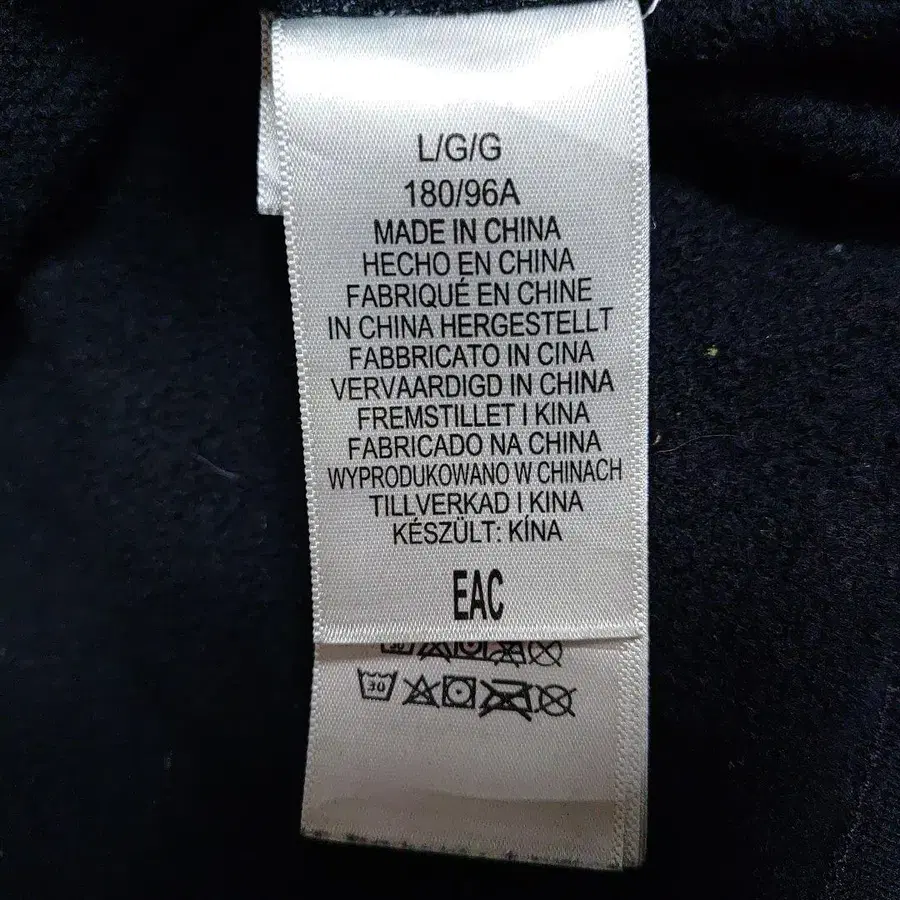 L/G/G
180/96A
MADE IN CHINA
HECHO EN CHINA
FABRIQUÉ EN CHINE
IN CHINA HERGESTELLT
FABBRICATO IN CINA
VERVAARDIGD IN CHINA
FREMSTILLET I KINA
FABRICADO NA CHINA
WYPRODUKOWANO W CHINACH
TILLVERKAD I KINA
KÉSZÜLT: KÍNA
EAC
30